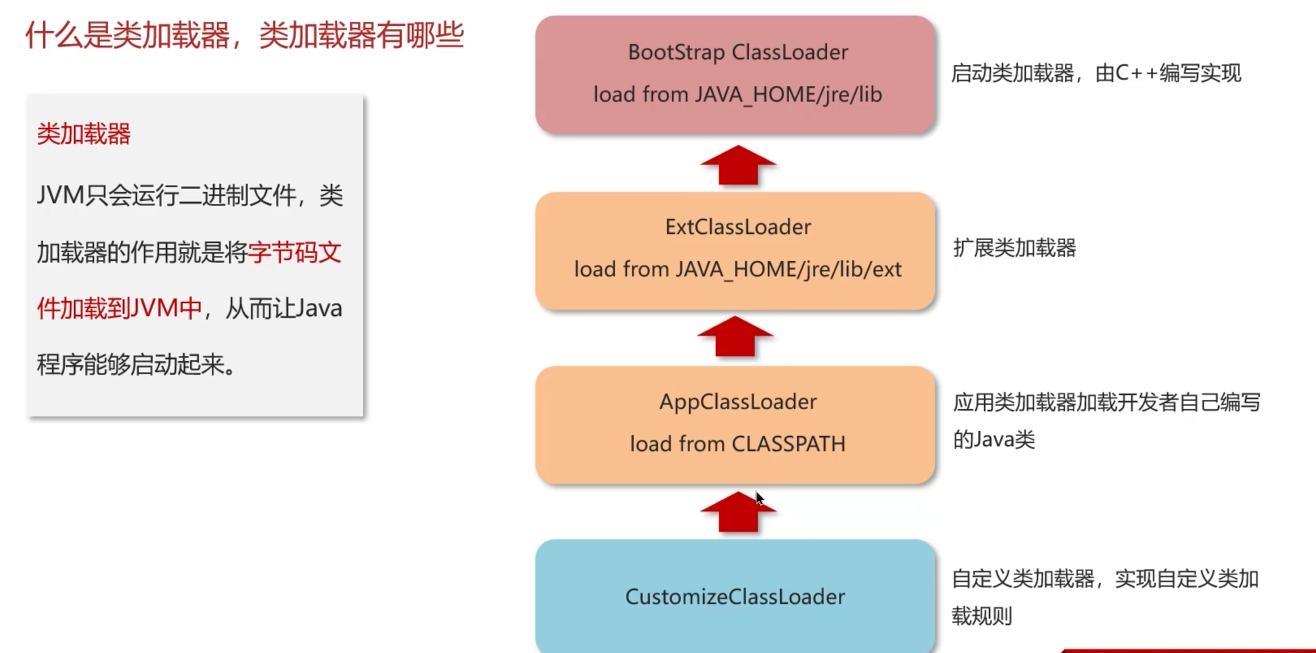 什么是类加载器，类加载器有哪些
类加载器
JVM只会运行二进制文件，类
加载器的作用就是将字节码文
件加载到JVM中，从而让Java
程序能够启动起来。
BootStrap ClassLoader
load from JAVA_HOME/jre/lib
启动类加载器，由C++编写实现
ExtClassLoader
load from JAVA_HOME/jre/lib/ext
扩展类加载器
AppClassLoader
load from CLASSPATH
应用类加载器加载开发者自己编写
的Java类
CustomizeClassLoader
自定义类加载器，实现自定义类加
载规则